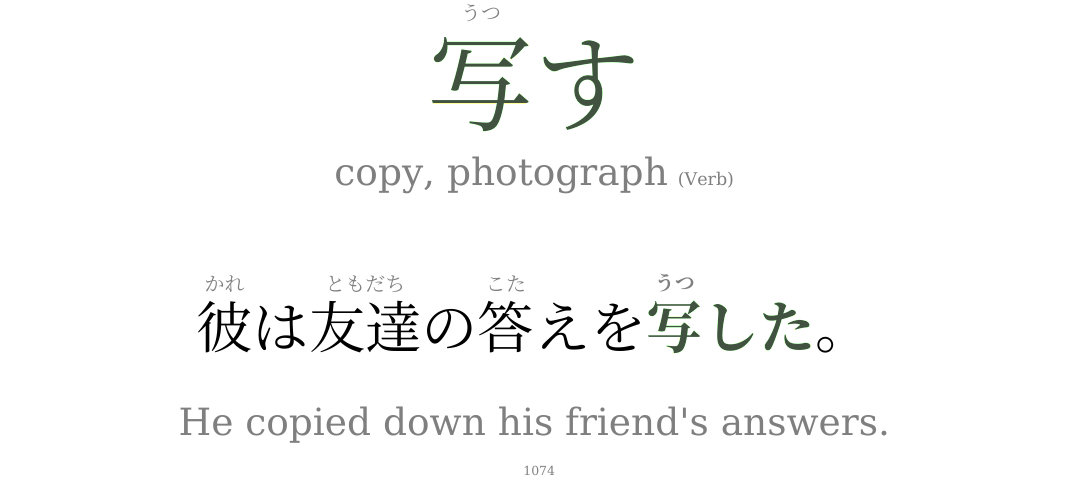 うつ
写す
copy, photograph (Verb)
かれ ともだち こた うつ
彼は友達の答えを写した。
He copied down his friend's answers.
1074